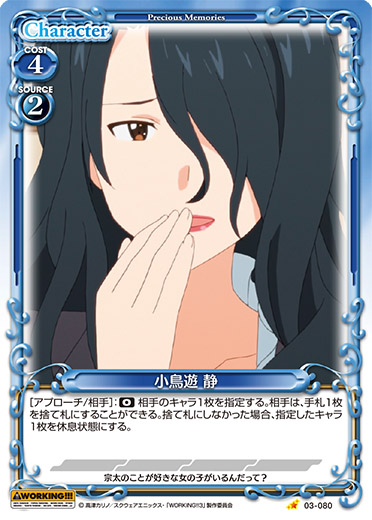 Precious Memories
Character
COST
4
SOURCE
2
小鳥遊 静
[アプローチ/相手]: 相手のキャラ1枚を指定する。相手は、手札1枚
を捨て札にすることができる。捨て札にしなかった場合、指定したキャラ
1枚を休息状態にする。
宗太のことが好きな女の子がいるんだって？
WORKING!!!
03-080
© 高津カリノ/スクウェアエニックス・「WORKING!!3」製作委員会